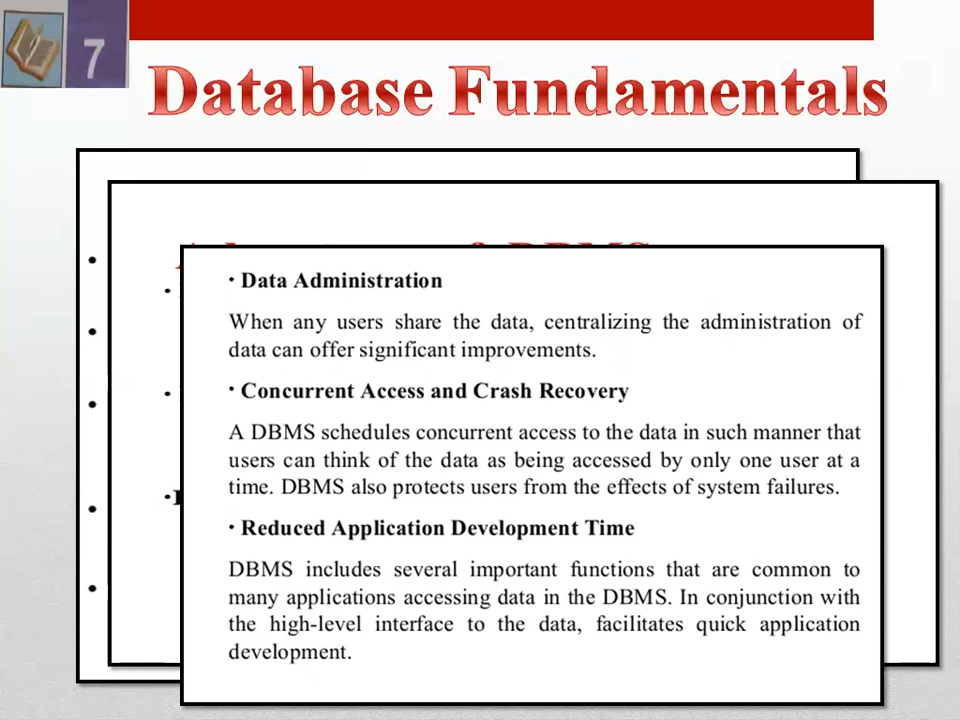 7
Database Fundamentals
• Data Administration
When any users share the data, centralizing the administration of
data can offer significant improvements.
• Concurrent Access and Crash Recovery
A DBMS schedules concurrent access to the data in such manner that
users can think of the data as being accessed by only one user at a
time. DBMS also protects users from the effects of system failures.
• Reduced Application Development Time
DBMS includes several important functions that are common to
many applications accessing data in the DBMS. In conjunction with
the high-level interface to the data, facilitates quick application
development.